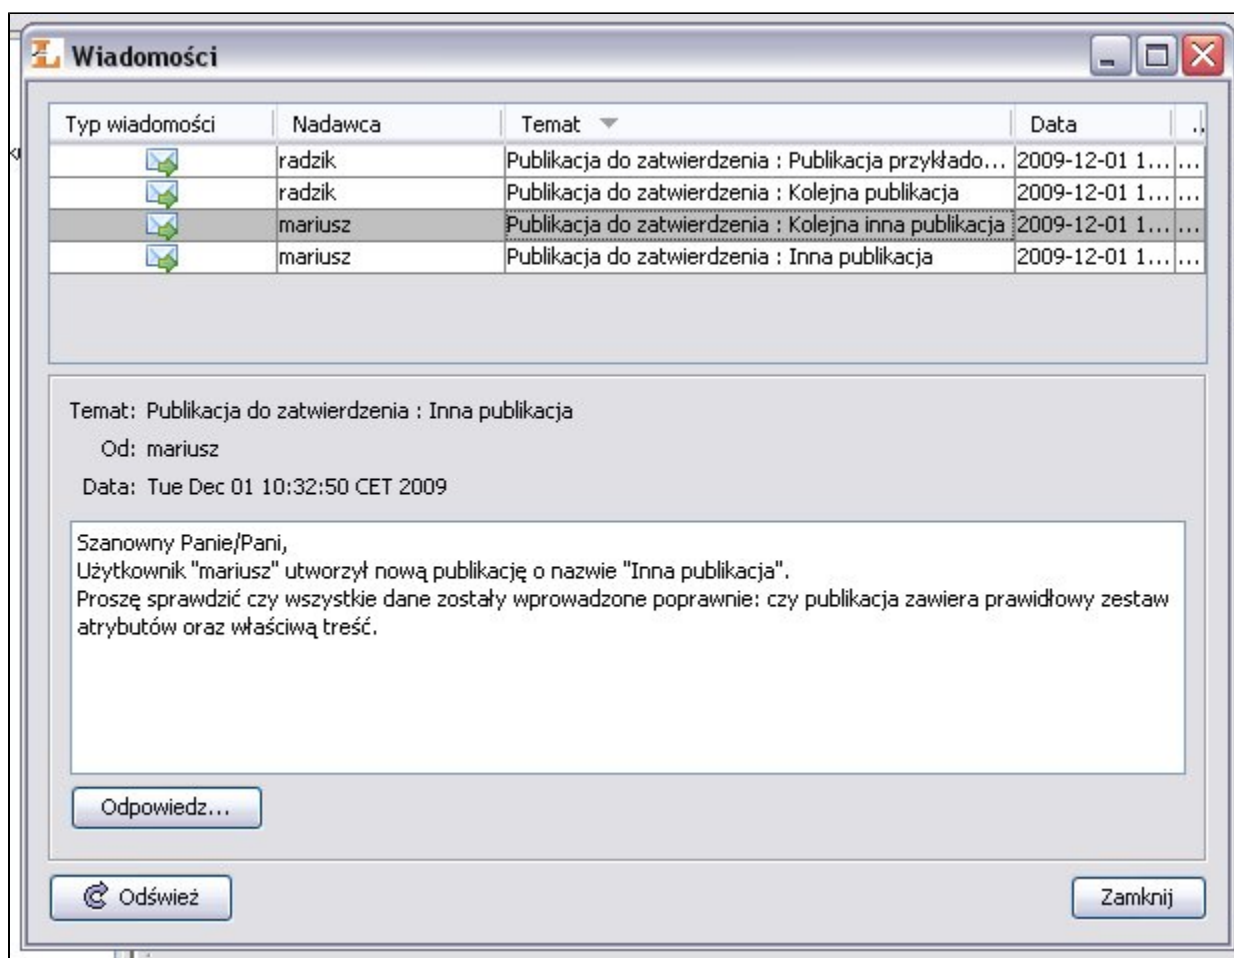 Wiadomości
Typ wiadomości Nadawca Temat Data ..
radzik Publikacja do zatwierdzenia : Publikacja przykłado... 2009-12-01 1... ...
radzik Publikacja do zatwierdzenia : Kolejna publikacja 2009-12-01 1... ...
mariusz Publikacja do zatwierdzenia : Kolejna inna publikacja 2009-12-01 1... ...
mariusz Publikacja do zatwierdzenia : Inna publikacja 2009-12-01 1... ...
Temat: Publikacja do zatwierdzenia : Inna publikacja
Od: mariusz
Data: Tue Dec 01 10:32:50 CET 2009
Szanowny Panie/Pani,
Użytkownik "mariusz" utworzył nową publikację o nazwie "Inna publikacja".
Proszę sprawdzić czy wszystkie dane zostały wprowadzone poprawnie: czy publikacja zawiera prawidłowy zestaw
atrybutów oraz właściwą treść.
Odpowiedz...
Odśwież Zamknij